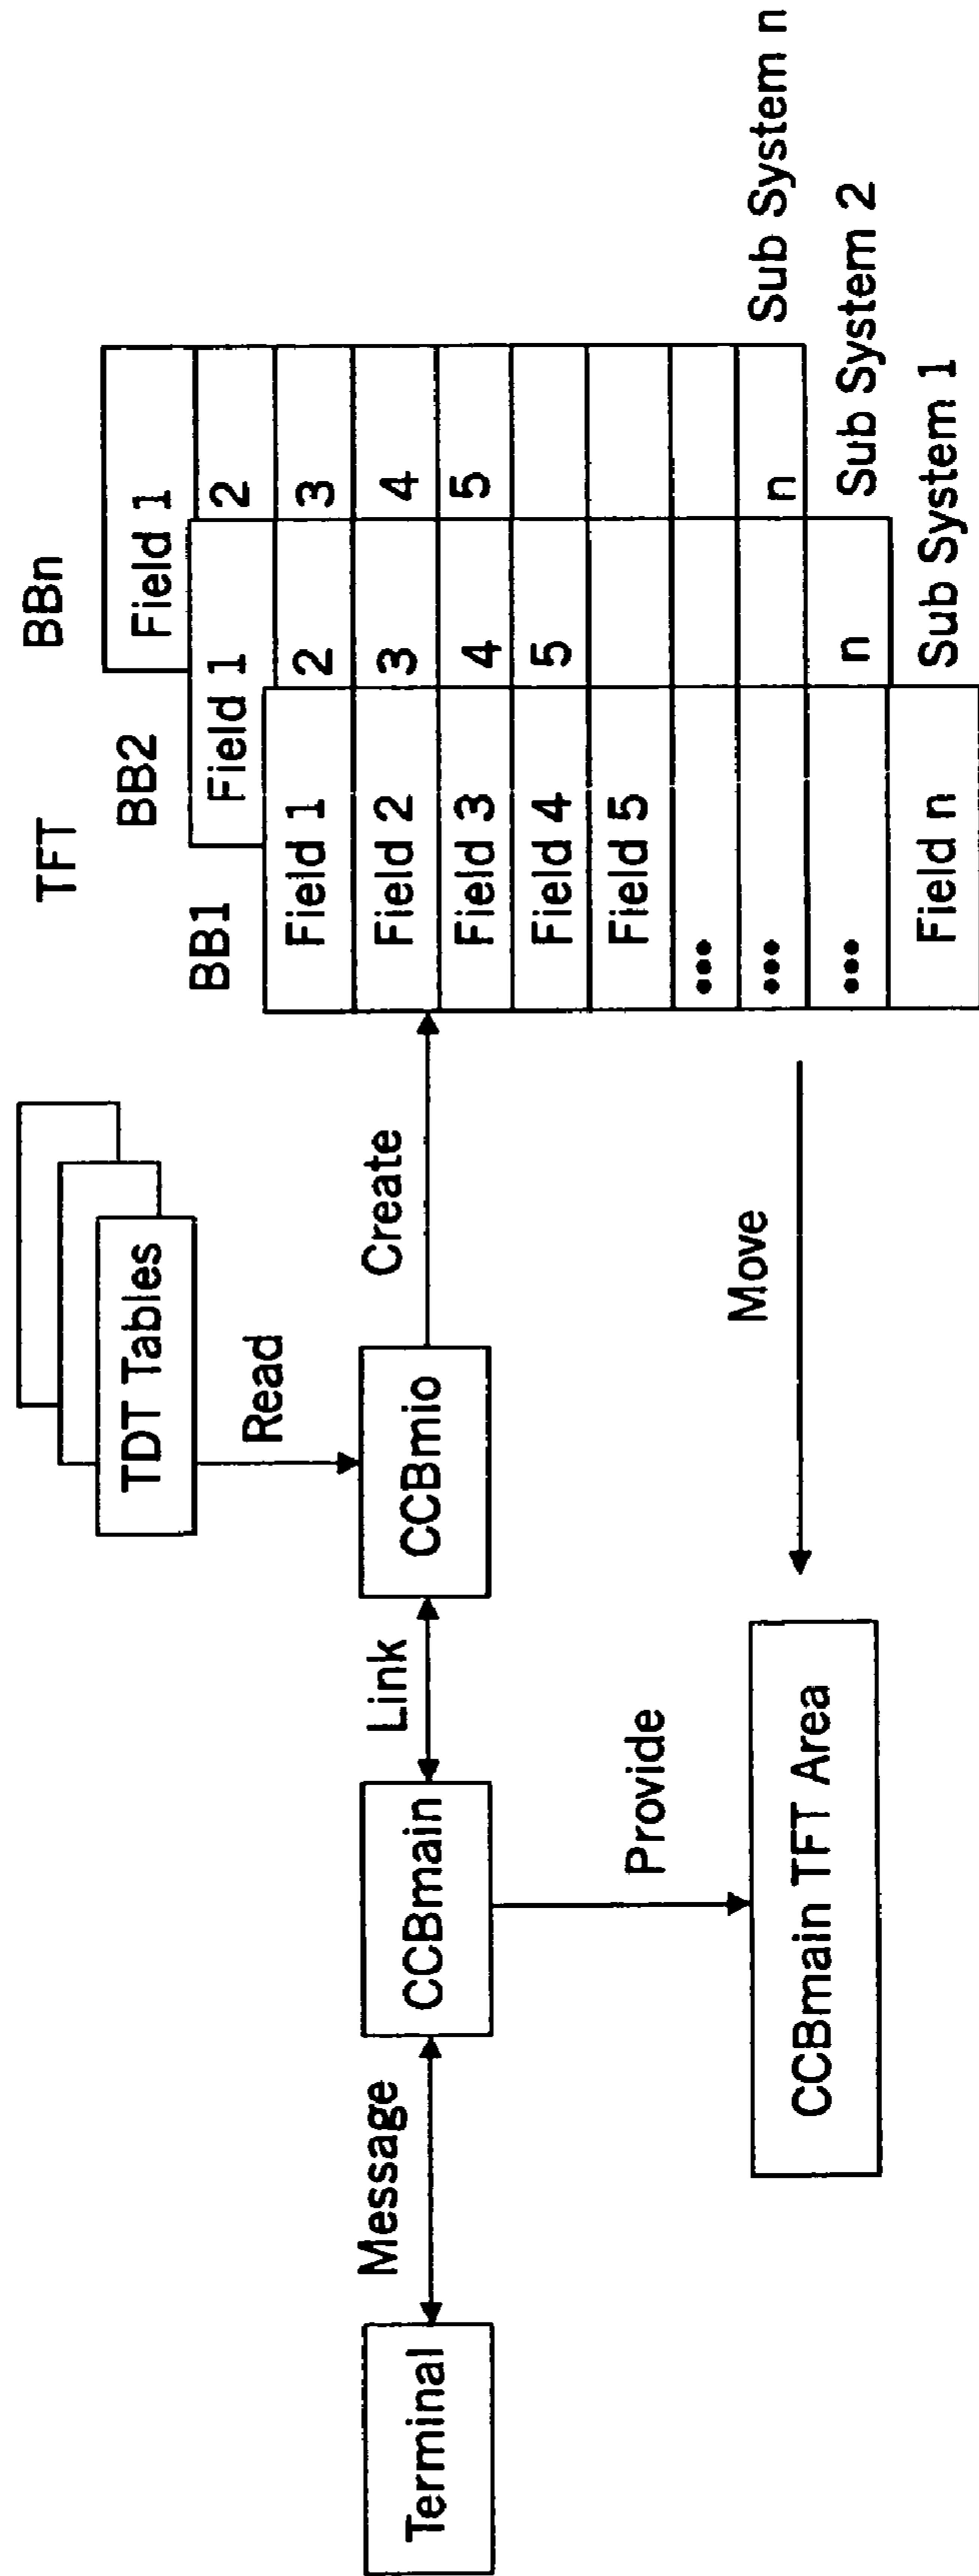 TFT
BBn
BB2
BB1
Field 1
2
3
4
5
n
Sub System n
Field 1
2
3
4
5
n
Sub System 2
Field 1
Field 2
Field 3
Field 4
Field 5
•••
•••
•••
Field n
Sub System 1
TDT Tables
Read
Terminal
Message
CCBmain
Link
CCBmio
Create
Provide
Move
CCBmain TFT Area